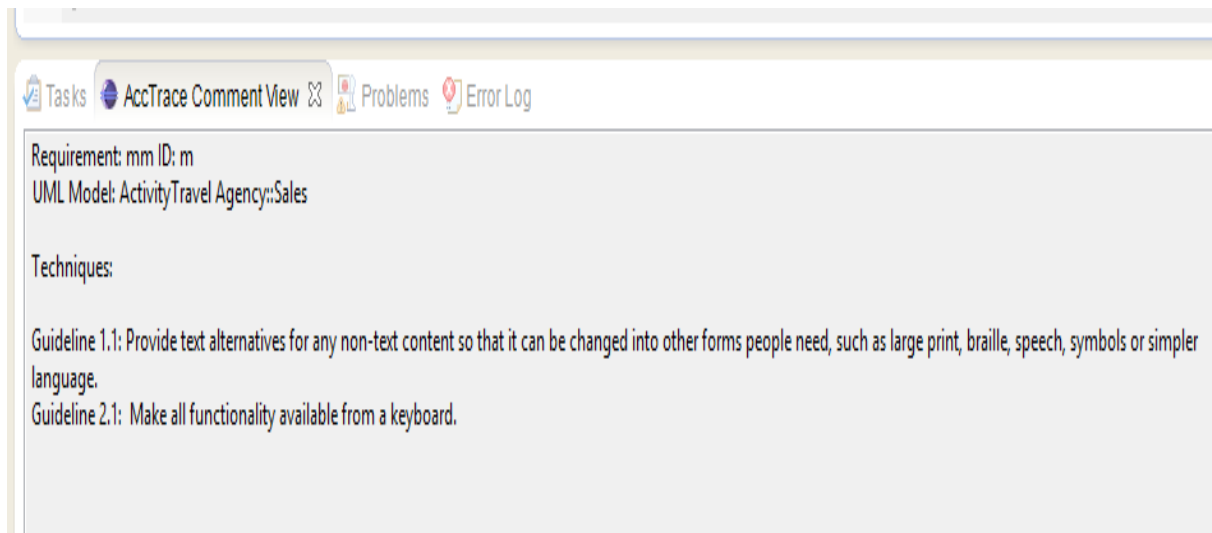 Tasks AccTrace Comment View Problems Error Log
Requirement: mm ID: m
UML Model: ActivityTravel Agency::Sales
Techniques:
Guideline 1.1: Provide text alternatives for any non-text content so that it can be changed into other forms people need, such as large print, braille, speech, symbols or simpler
language.
Guideline 2.1:  Make all functionality available from a keyboard.